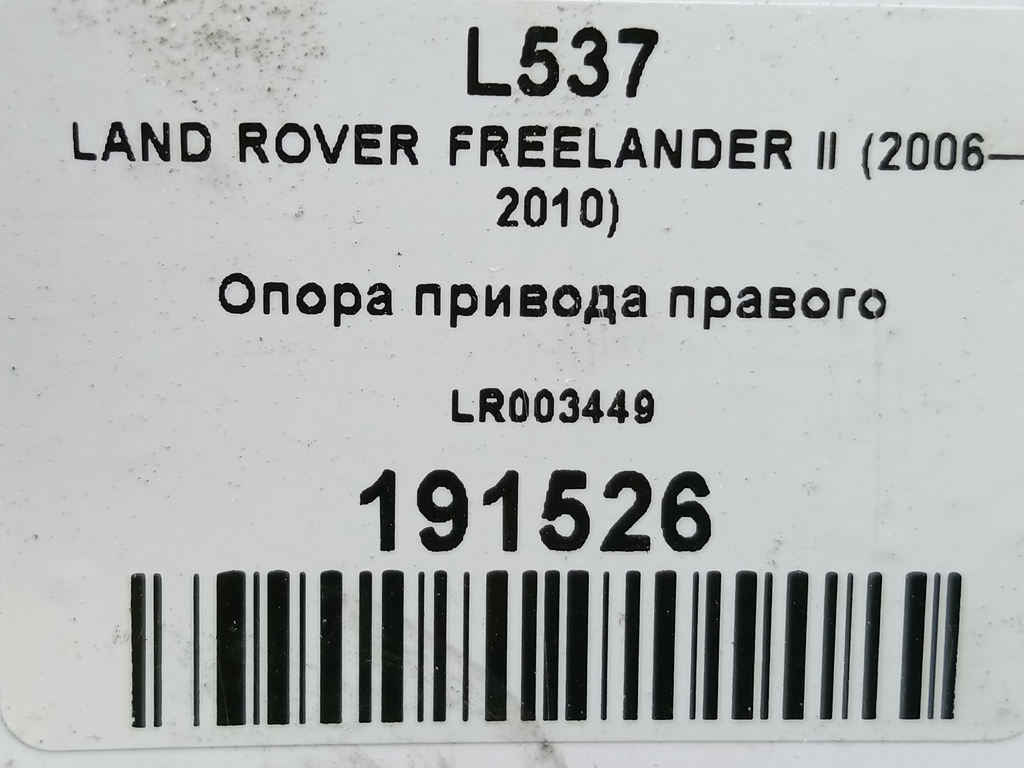 L537
LAND ROVER FREELANDER II (2006—
2010)
Опора привода правого
LR003449
191526